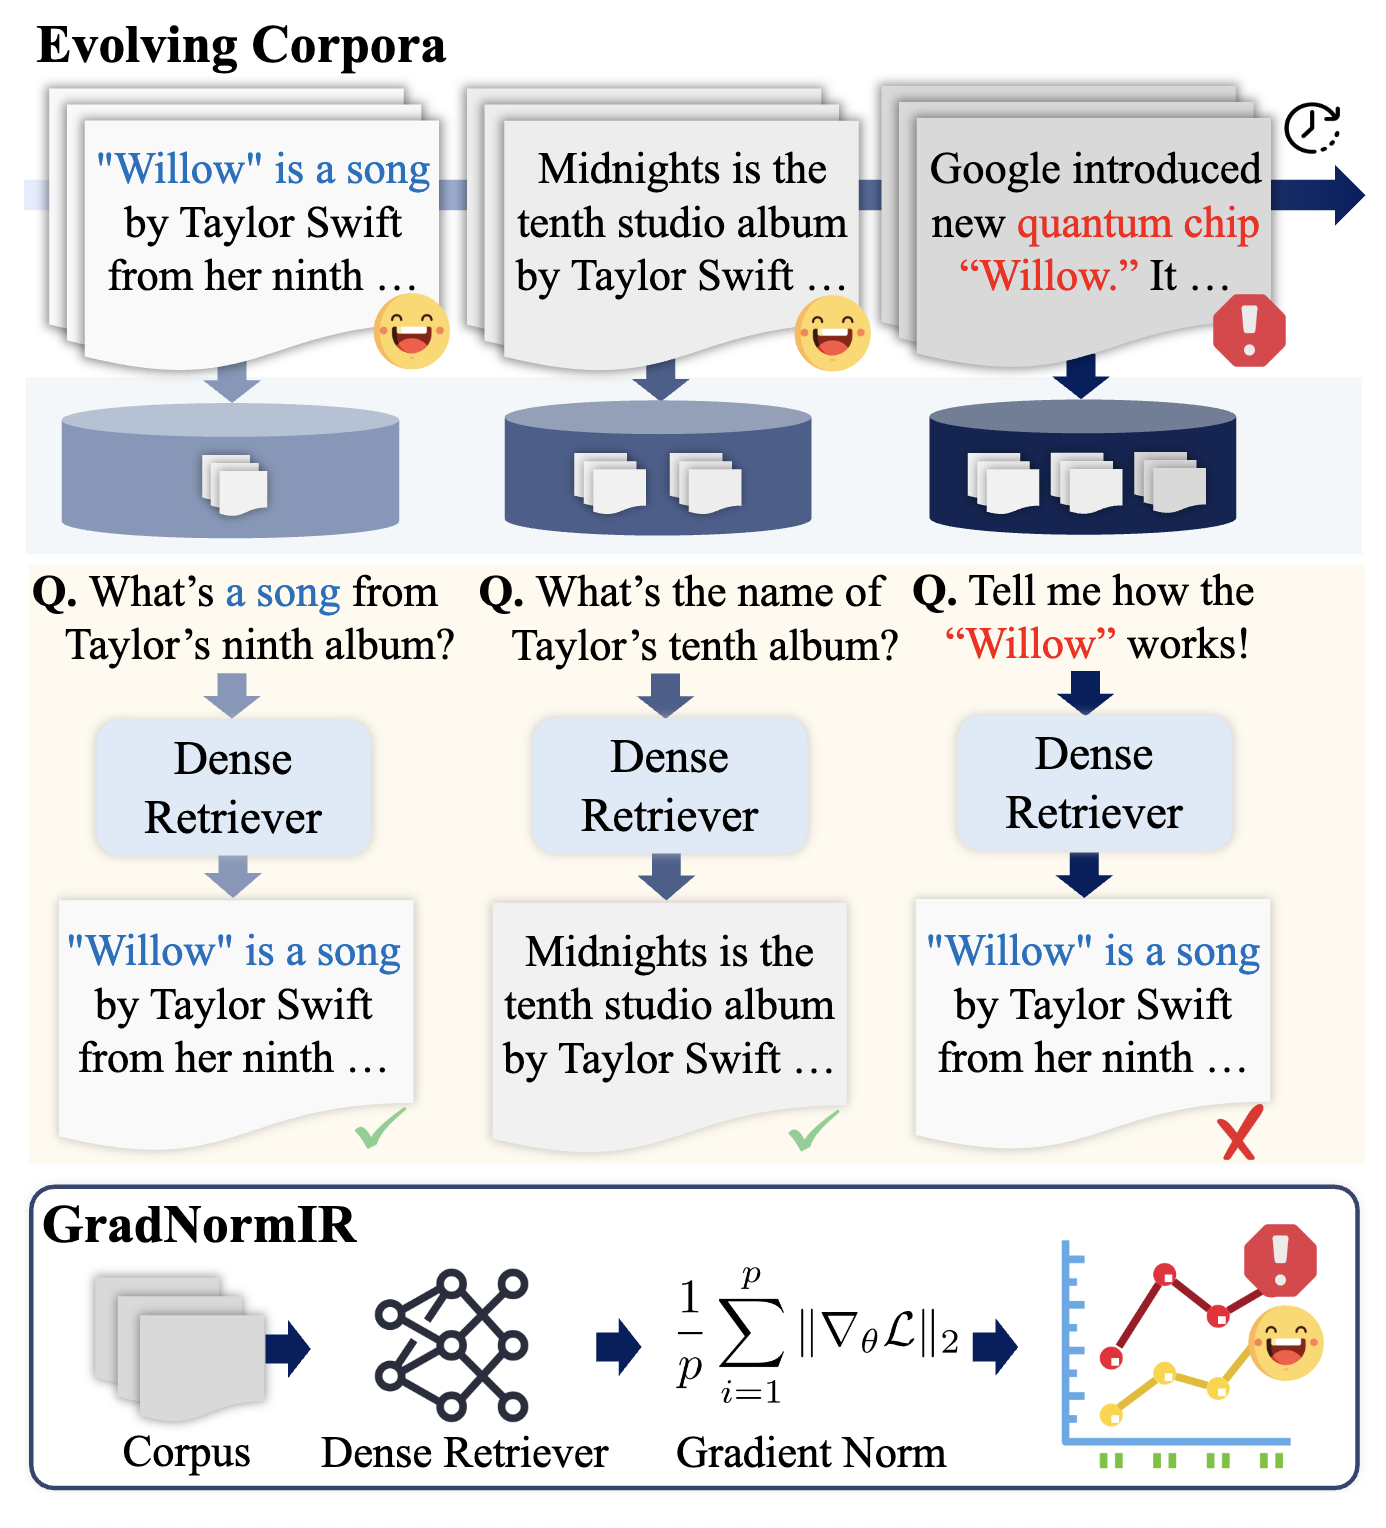 Evolving Corpora
"Willow" is a song
by Taylor Swift
from her ninth …
Midnights is the
tenth studio album
by Taylor Swift …
Google introduced
new quantum chip
“Willow.” It …
Q. What’s a song from
Taylor’s ninth album?
Q. What’s the name of
Taylor’s tenth album?
Q. Tell me how the
“Willow” works!
Dense
Retriever
Dense
Retriever
Dense
Retriever
"Willow" is a song
by Taylor Swift
from her ninth …
Midnights is the
tenth studio album
by Taylor Swift …
"Willow" is a song
by Taylor Swift
from her ninth …
GradNormIR
\frac{1}{p} \sum_{i=1}^{p} \|\nabla_\theta \mathcal{L}\|_2
Corpus
Dense Retriever
Gradient Norm